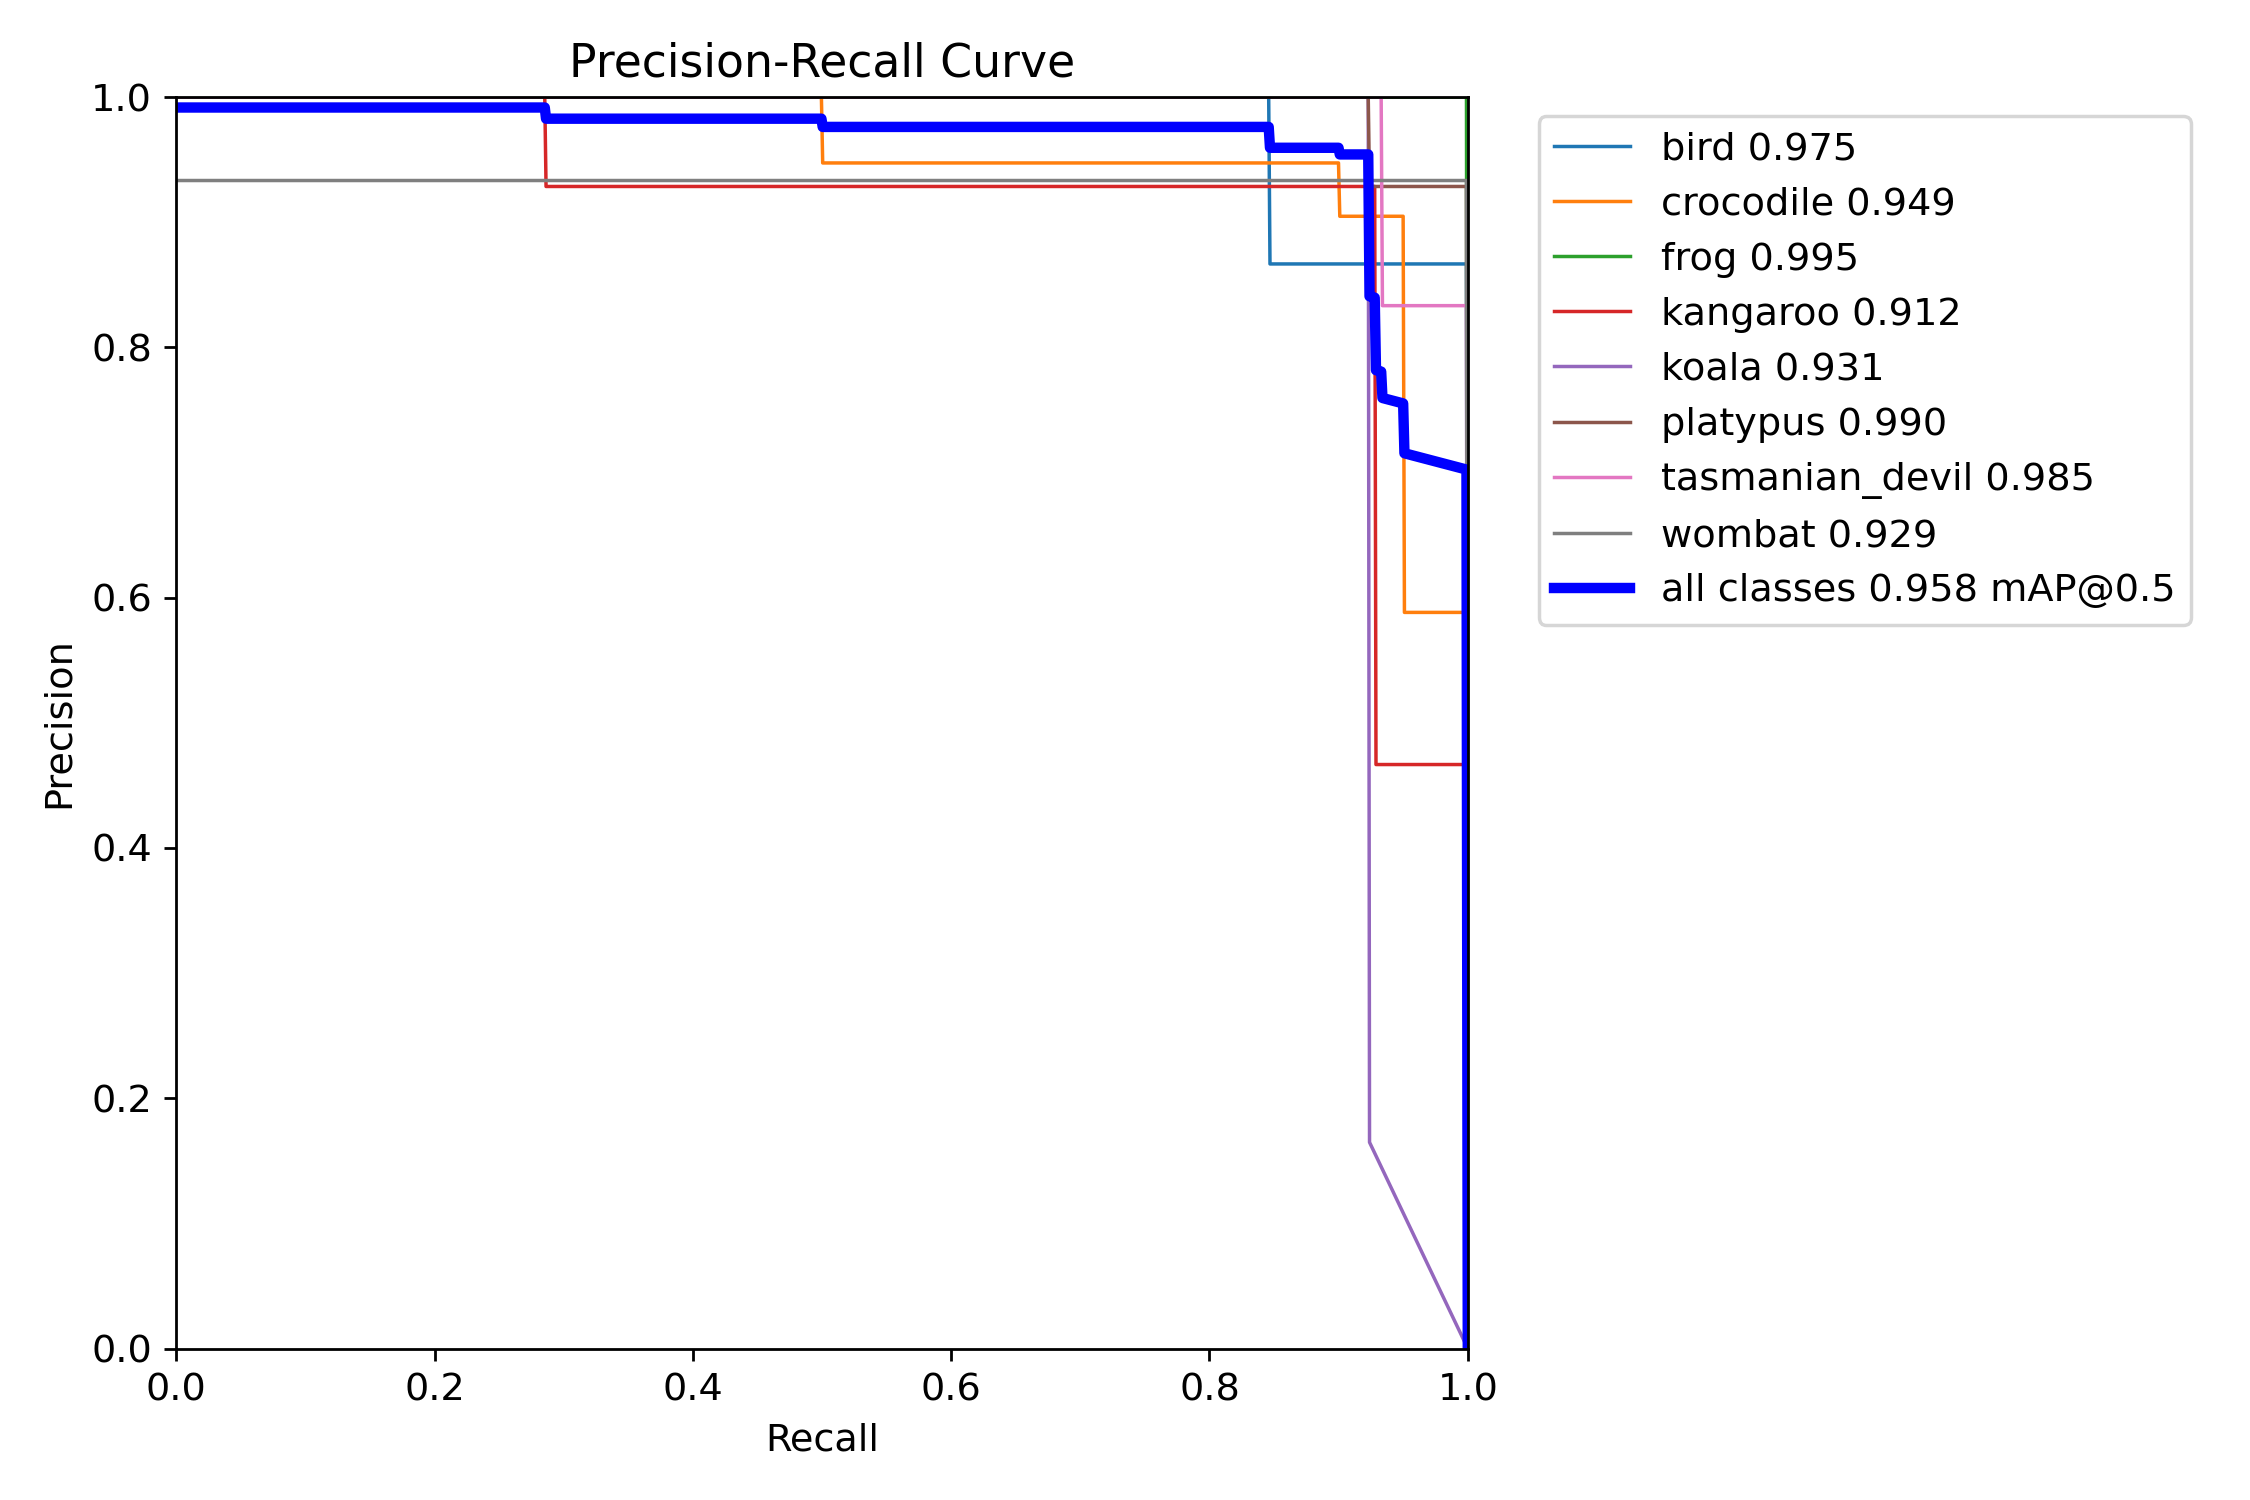 Precision-Recall Curve
1.0
0.8
0.6
0.4
0.2
0.0
Precision
0.0 0.2 0.4 0.6 0.8 1.0
Recall
bird 0.975
crocodile 0.949
frog 0.995
kangaroo 0.912
koala 0.931
platypus 0.990
tasmanian_devil 0.985
wombat 0.929
all classes 0.958 mAP@0.5